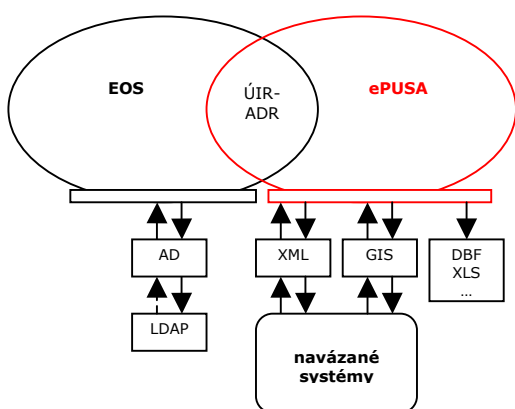 EOS
ÚIR-
ADR
ePUSA
AD
XML
GIS
DBF
XLS
...
LDAP
navázané
systémy